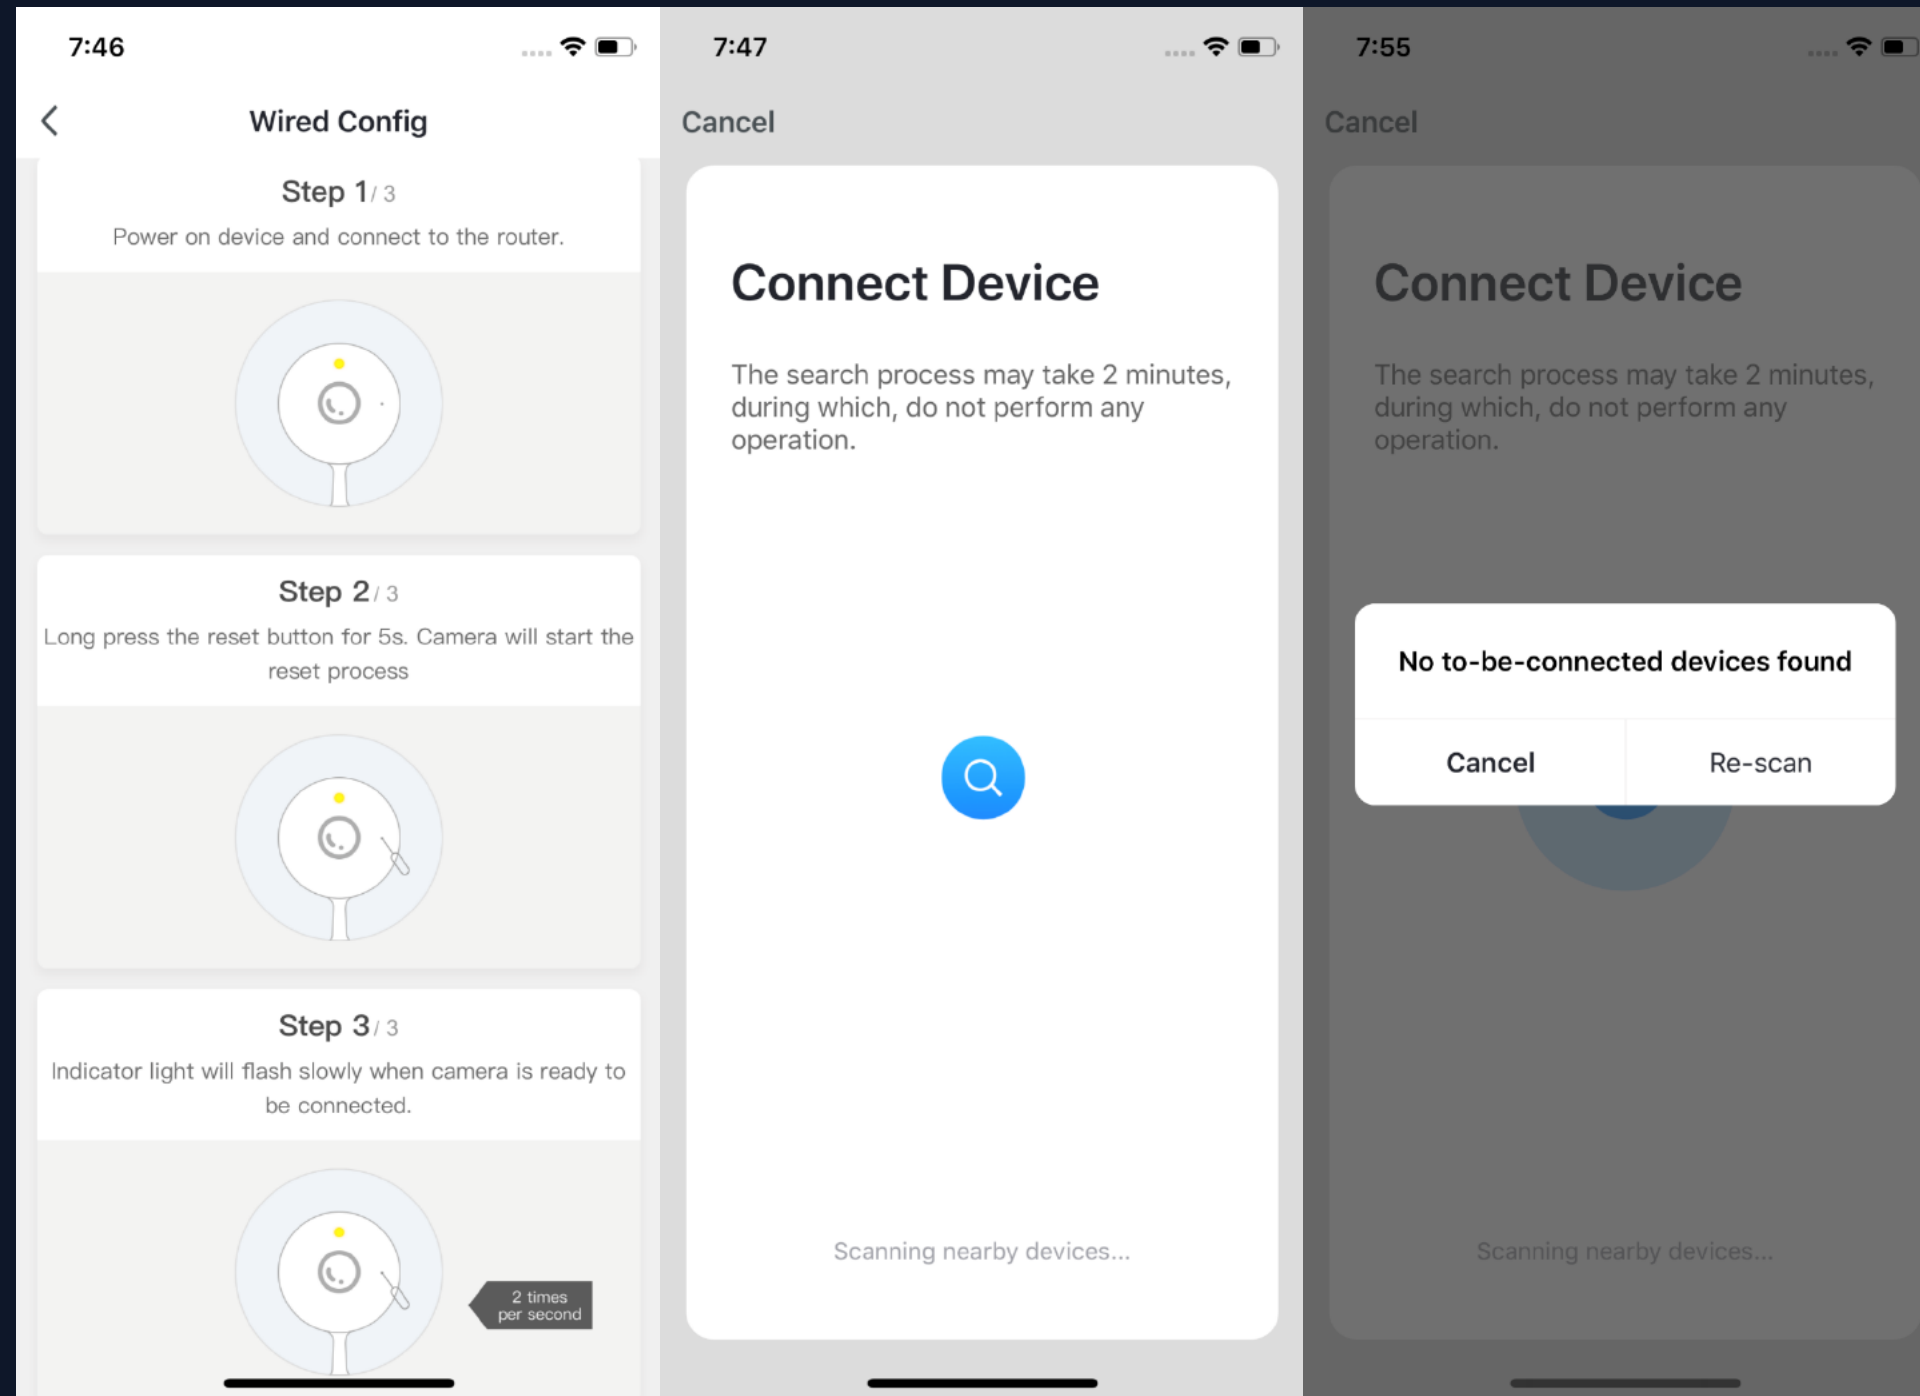 7:46
Wired Config
Step 1/ 3
Power on device and connect to the router.
Step 2/ 3
Long press the reset button for 5s. Camera will start the
reset process
Step 3/ 3
Indicator light will flash slowly when camera is ready to
be connected.
2 times
per second
7:47
Cancel
Connect Device
The search process may take 2 minutes,
during which, do not perform any
operation.
Scanning nearby devices...
7:55
Cancel
Connect Device
The search process may take 2 minutes,
during which, do not perform any
operation.
No to-be-connected devices found
Cancel
Re-scan
Scanning nearby devices...